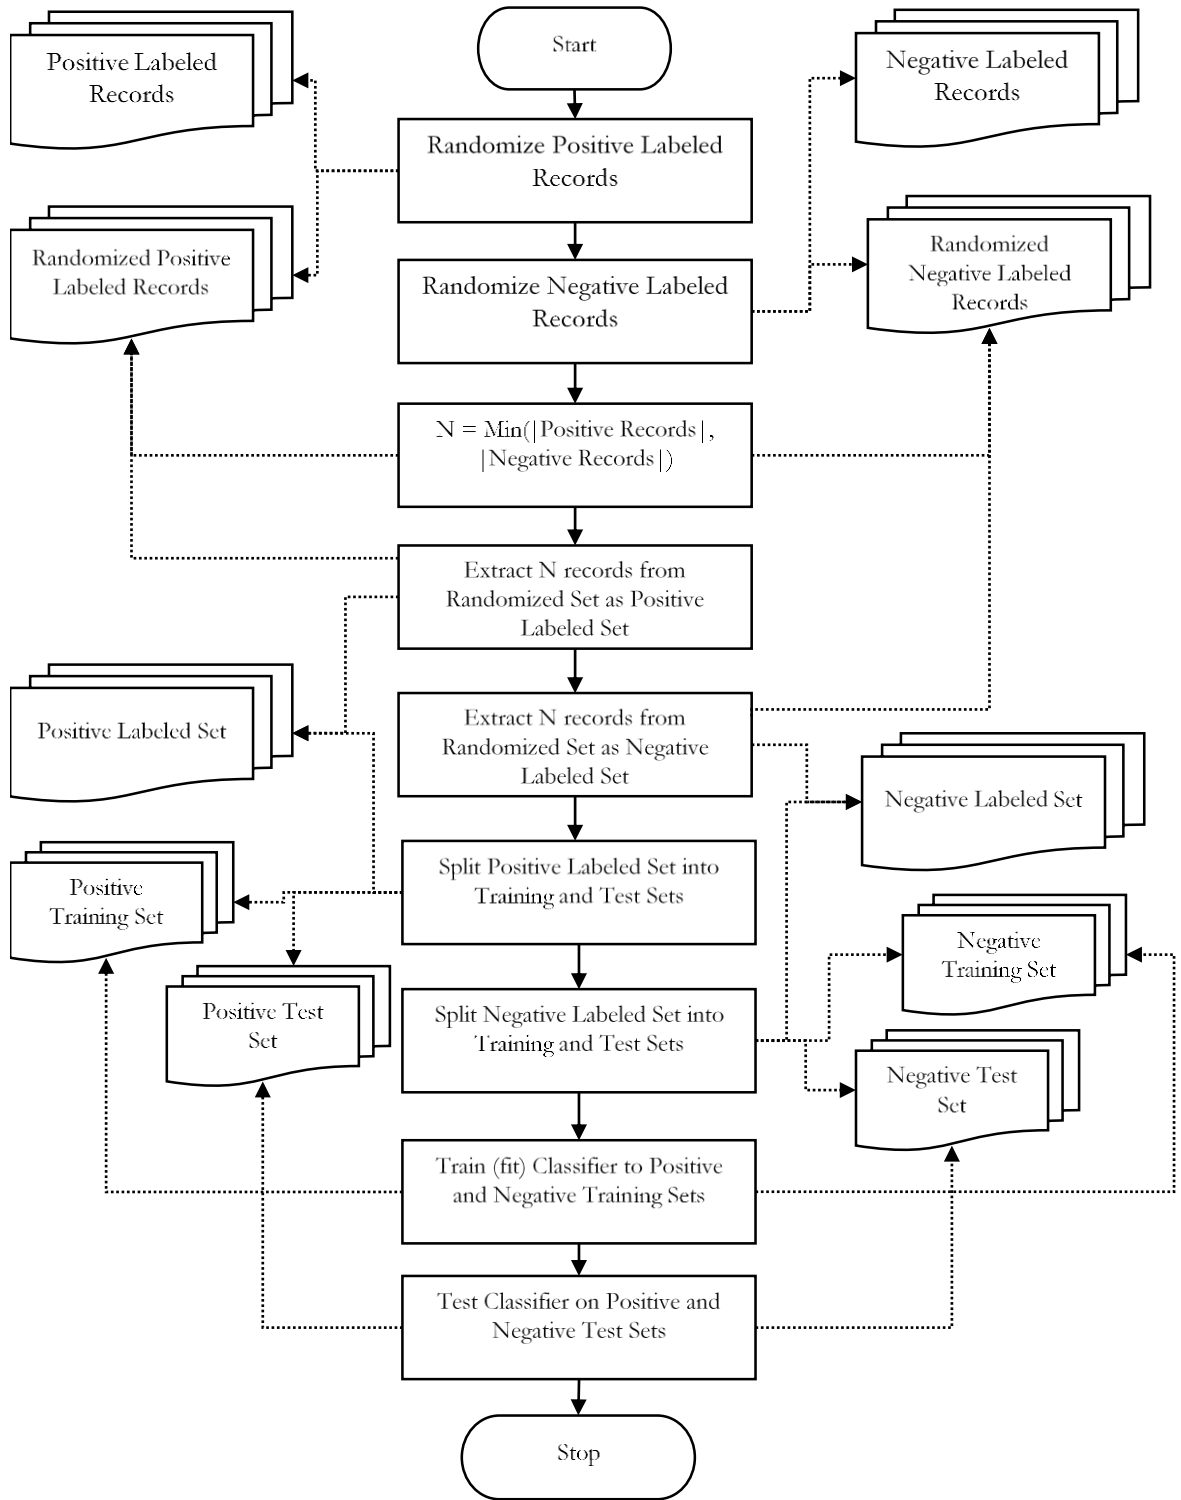 Start
Positive Labeled
Records
Negative Labeled
Records
Randomize Positive Labeled
Records
Randomized Positive
Labeled Records
Randomized
Negative Labeled
Records
Randomize Negative Labeled
Records
N = Min(|Positive Records|,
|Negative Records|)
Extract N records from
Randomized Set as Positive
Labeled Set
Extract N records from
Randomized Set as Negative
Labeled Set
Positive Labeled Set
Negative Labeled Set
Split Positive Labeled Set into
Training and Test Sets
Positive
Training Set
Negative
Training Set
Positive Test
Set
Split Negative Labeled Set into
Training and Test Sets
Negative Test
Set
Train (fit) Classifier to Positive
and Negative Training Sets
Test Classifier on Positive and
Negative Test Sets
Stop